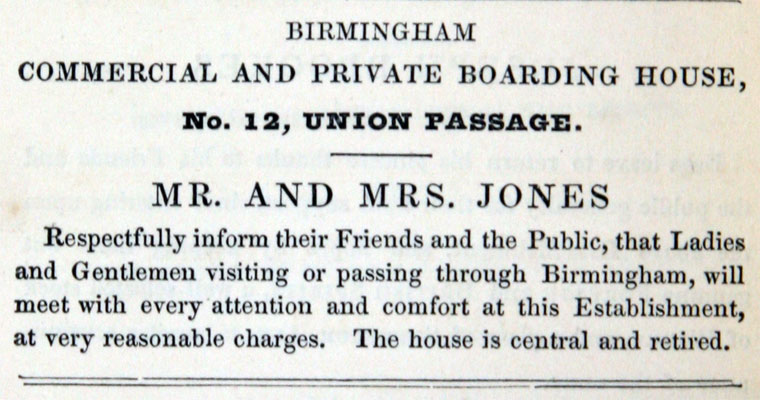 BIRMINGHAM
COMMERCIAL AND PRIVATE BOARDING HOUSE,
No. 12, UNION PASSAGE.
MR. AND MRS. JONES
Respectfully inform their Friends and the Public, that Ladies
and Gentlemen visiting or passing through Birmingham, will
meet with every attention and comfort at this Establishment,
at very reasonable charges. The house is central and retired.